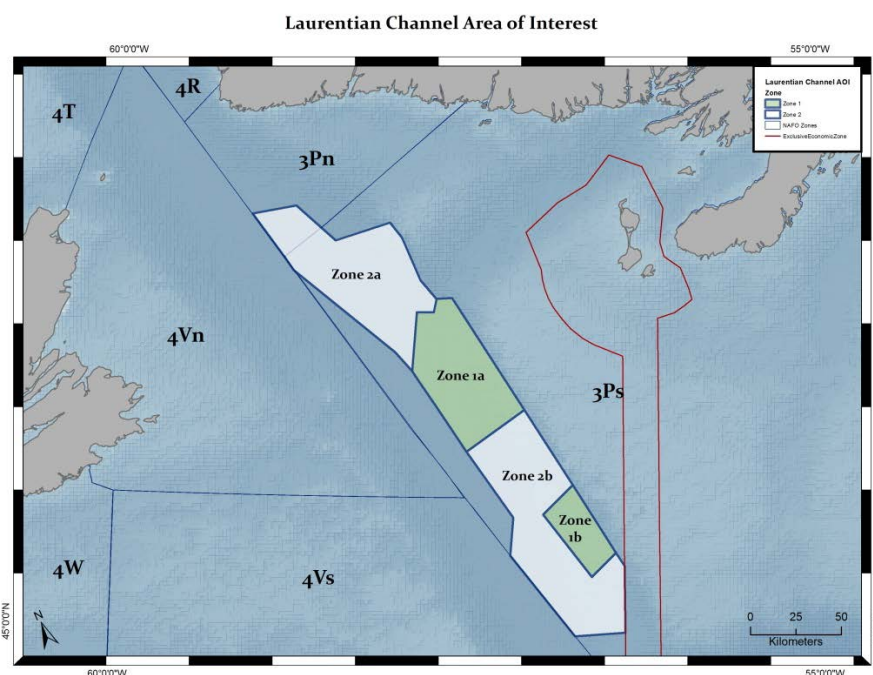 Laurentian Channel Area of Interest
60°0'0"W
55°0'0"W
4R
4T
3Pn
Laurentian Channel AOI
Zone
Zone 1
Zone 2
NAFO Zones
ExclusiveEconomicZone
Zone 2a
4Vn
Zone 1a
3Ps
Zone 2b
Zone
1b
4W
4Vs
45°0'0"N
N
0 25 50
Kilometers
60°0'0"W
55°0'0"W